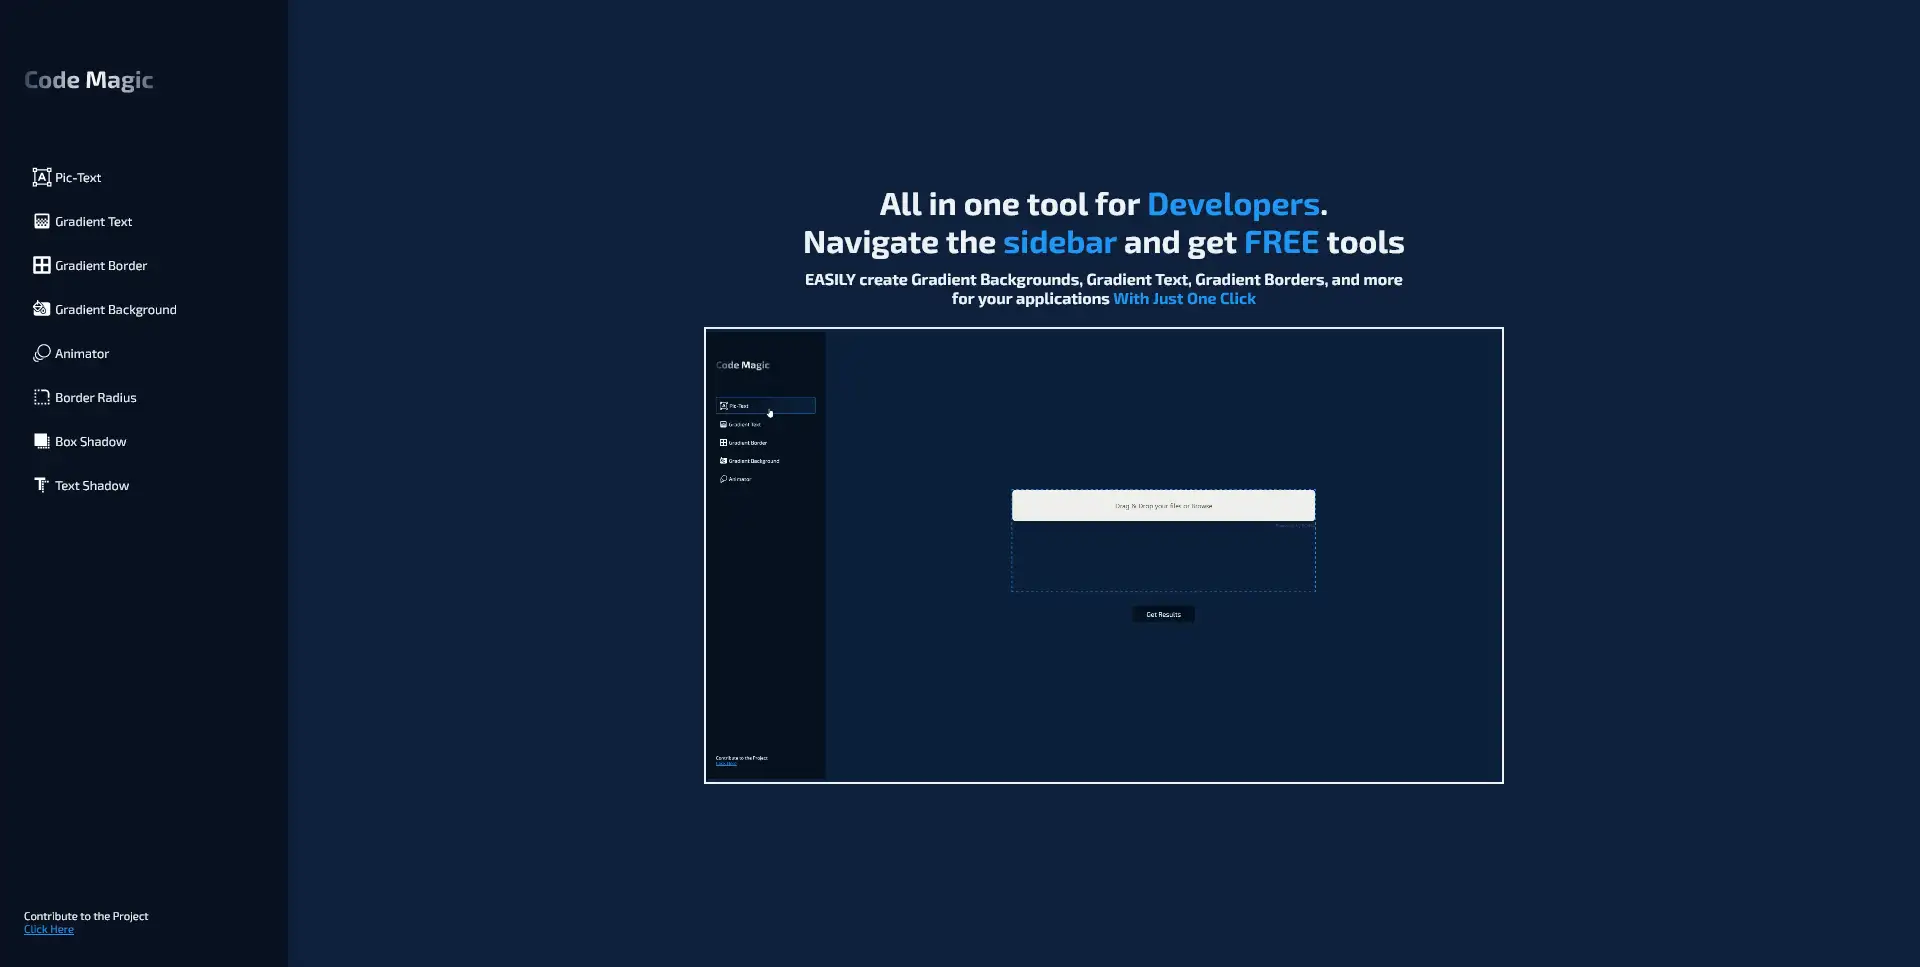 Code Magic
Pic-Text
Gradient Text
Gradient Border
Gradient Background
Animator
Border Radius
Box Shadow
Text Shadow
Contribute to the Project
Click Here
All in one tool for Developers.
Navigate the sidebar and get FREE tools
EASILY create Gradient Backgrounds, Gradient Text, Gradient Borders, and more
for your applications With Just One Click
Code Magic
Pic-Text
Gradient Text
Gradient Border
Gradient Background
Animator
Drag & Drop your files or Browse
Get Results
Contribute to the Project
Click Here